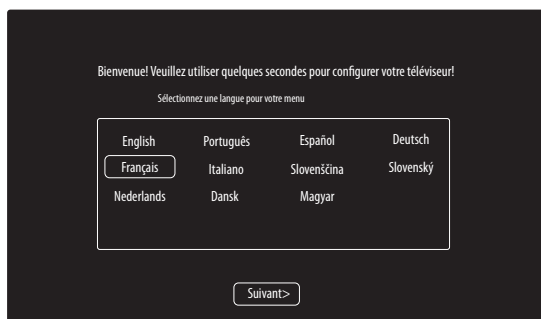 Bienvenue! Veuillez utiliser quelques secondes pour configurer votre téléviseur!
Sélectionnez une langue pour votre menu
English Português Español Deutsch
Français Italiano Slovenščina Slovenský
Nederlands Dansk Magyar
Suivant>